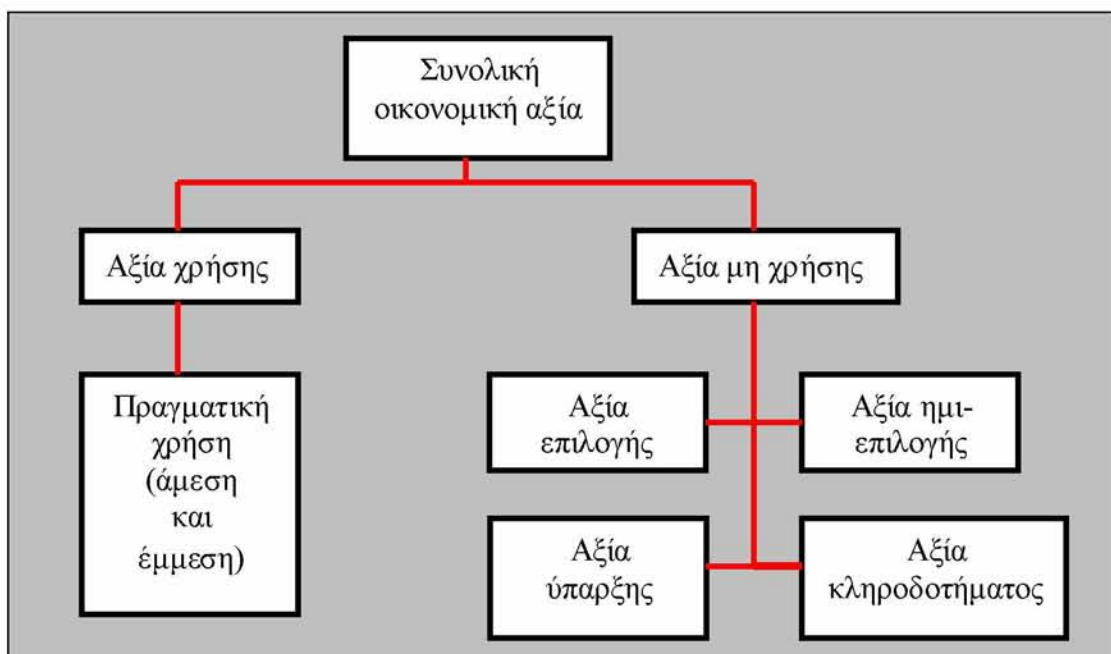 Συνολική
οικονομική αξία
Αξία χρήσης
Αξία μη χρήσης
Πραγματική
χρήση
(άμεση
και
έμμεση)
Αξία
επιλογής
Αξία ημι-
επιλογής
Αξία
ύπαρξης
Αξία
κληροδοτήματος